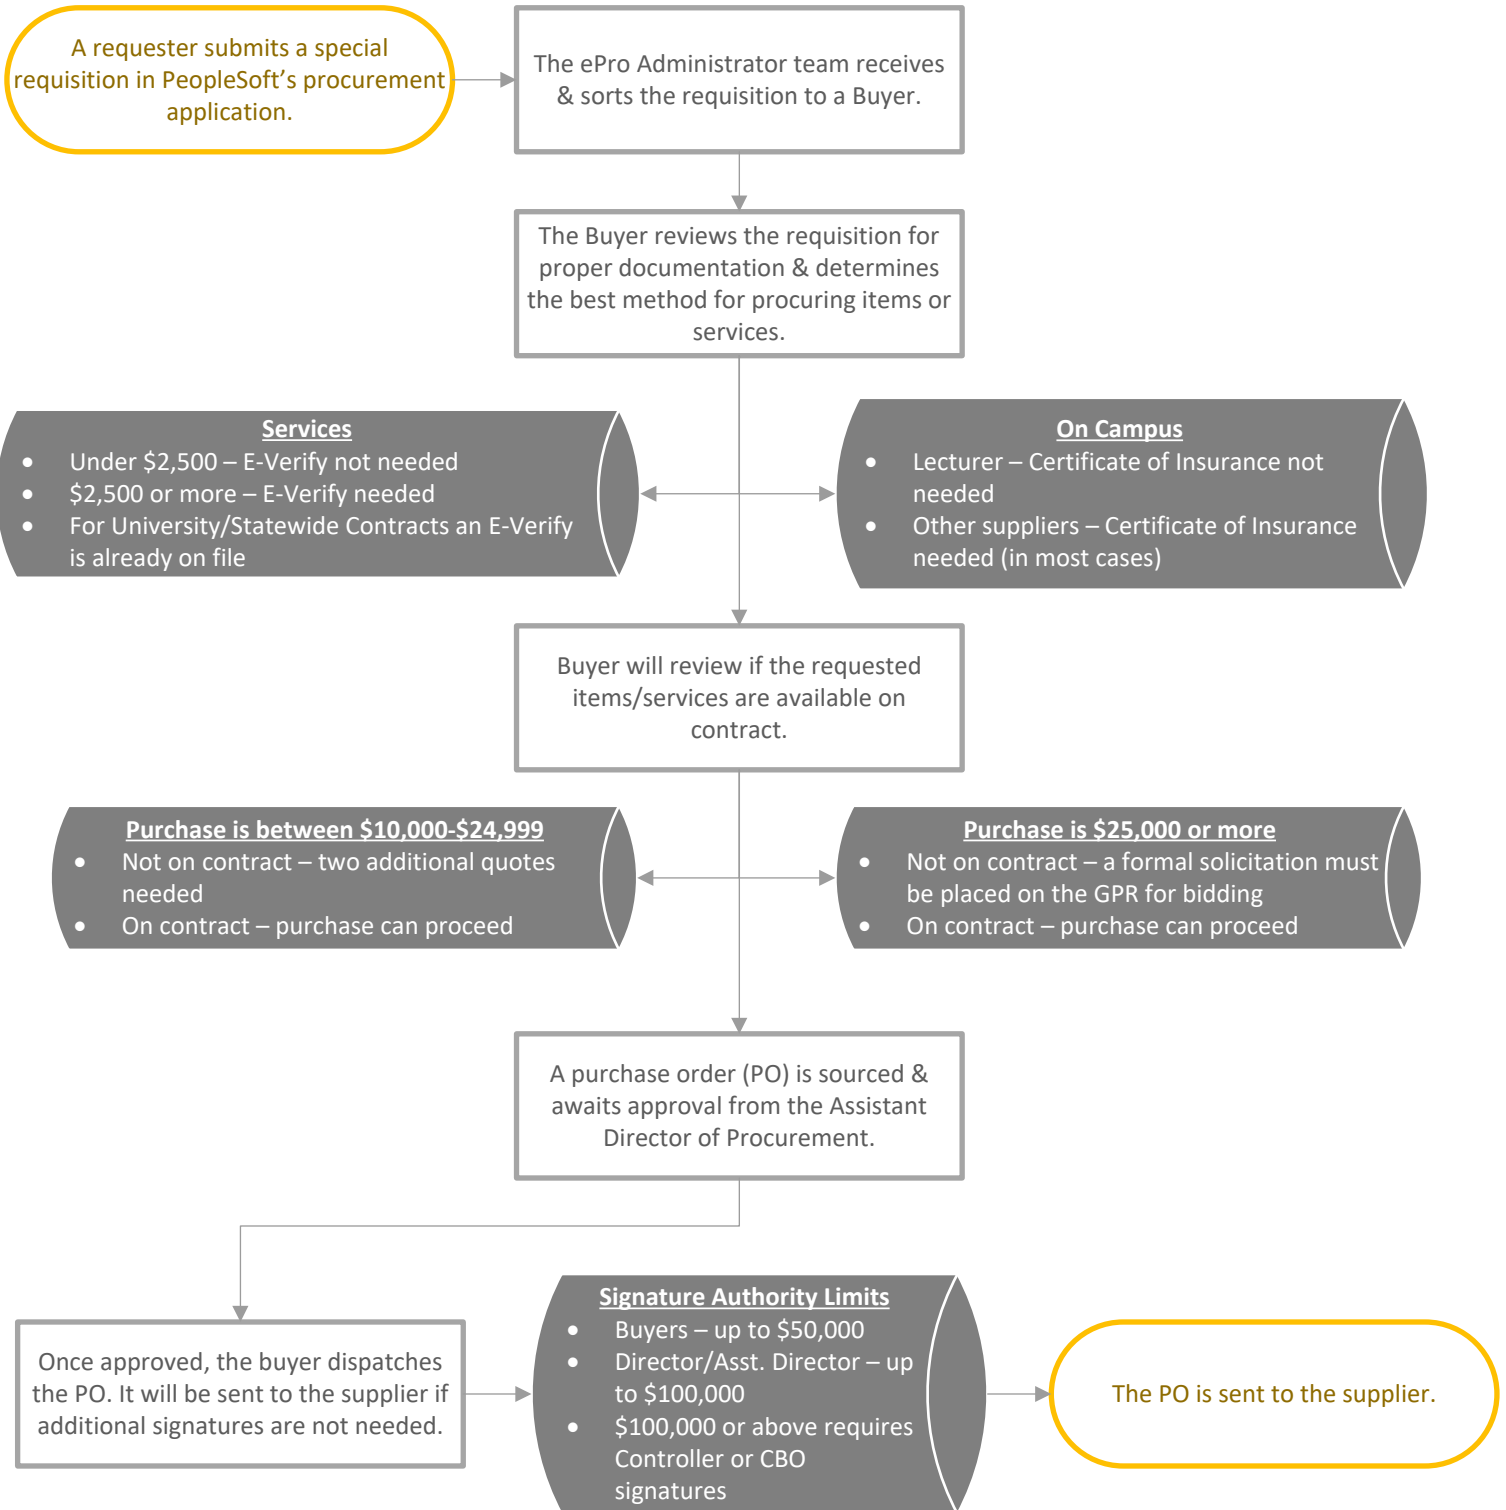 A requester submits a special
requisition in PeopleSoft's procurement
application.
The ePro Administrator team receives
& sorts the requisition to a Buyer.
The Buyer reviews the requisition for
proper documentation & determines
the best method for procuring items or
services.
Services
• Under $2,500 – E-Verify not needed
• $2,500 or more – E-Verify needed
• For University/Statewide Contracts an E-Verify
is already on file
On Campus
• Lecturer – Certificate of Insurance not
needed
• Other suppliers – Certificate of Insurance
needed (in most cases)
Buyer will review if the requested
items/services are available on
contract.
Purchase is between $10,000-$24,999
• Not on contract – two additional quotes
needed
• On contract – purchase can proceed
Purchase is $25,000 or more
• Not on contract – a formal solicitation must
be placed on the GPR for bidding
• On contract – purchase can proceed
A purchase order (PO) is sourced &
awaits approval from the Assistant
Director of Procurement.
Once approved, the buyer dispatches
the PO. It will be sent to the supplier if
additional signatures are not needed.
Signature Authority Limits
• Buyers – up to $50,000
• Director/Asst. Director – up
to $100,000
• $100,000 or above requires
Controller or CBO
signatures
The PO is sent to the supplier.